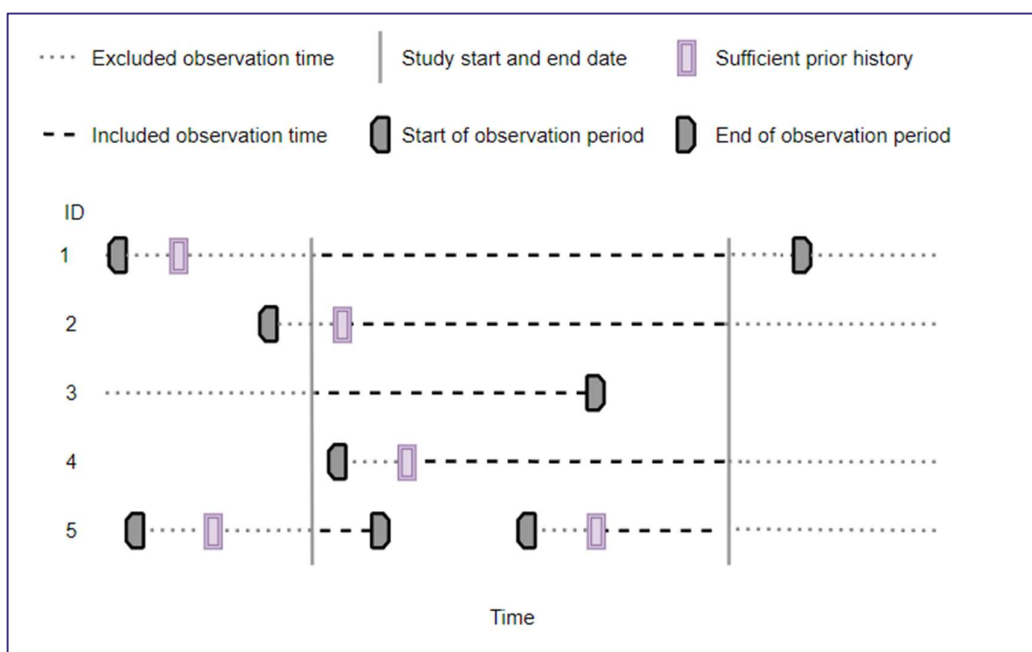 Excluded observation time Study start and end date Sufficient prior history
Included observation time Start of observation period End of observation period
ID
1
2
3
4
5
Time